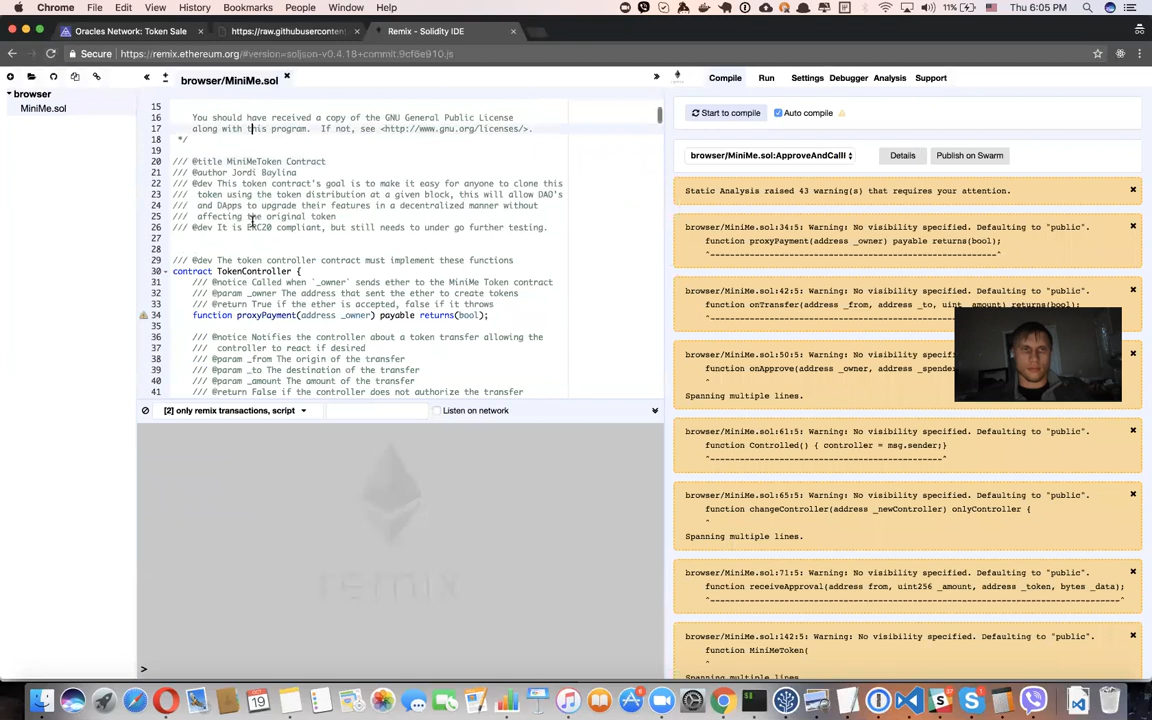 Chrome File Edit View History Bookmarks People Window Help
11% Thu 6:05 PM
Oracles Network: Token Sale
https://raw.githubusercontent
Remix - Solidity IDE
Secure https://remix.ethereum.org/#version=soljson-v0.4.18+commit.9cf6e910.js
browser
MiniMe.sol
browser/MiniMe.sol
15
16 You should have received a copy of the GNU General Public License
17 along with this program. If not, see <http://www.gnu.org/licenses/>.
18 */
19
20 /// @title MiniMeToken Contract
21 /// @author Jordi Baylina
22 /// @dev This token contract's goal is to make it easy for anyone to clone this
23 /// token using the token distribution at a given block, this will allow DAO's
24 /// and DApps to upgrade their features in a decentralized manner without
25 /// affecting the original token
26 /// @dev It is ERC20 compliant, but still needs to under go further testing.
27
28
29 /// @dev The token controller contract must implement these functions
30 contract TokenController {
31 /// @notice Called when `_owner` sends ether to the MiniMe Token contract
32 /// @param _owner The address that sent the ether to create tokens
33 /// @return True if the ether is accepted, false if it throws
34 function proxyPayment(address _owner) payable returns(bool);
35
36 /// @notice Notifies the controller about a token transfer allowing the
37 /// controller to react if desired
38 /// @param _from The origin of the transfer
39 /// @param _to The destination of the transfer
40 /// @param _amount The amount of the transfer
41 /// @return False if the controller does not authorize the transfer
[2] only remix transactions, script
Listen on network
remix
>
Compile Run Settings Debugger Analysis Support
Start to compile Auto compile
browser/MiniMe.sol:ApproveAndCall Details Publish on Swarm
Static Analysis raised 43 warning(s) that requires your attention.
browser/MiniMe.sol:34:5: Warning: No visibility specified. Defaulting to "public".
function proxyPayment(address _owner) payable returns(bool);
^----------------------------------------------------------^
browser/MiniMe.sol:42:5: Warning: No visibility specified. Defaulting to "public".
function onTransfer(address _from, address _to, uint _amount) returns(bool);
browser/MiniMe.sol:50:5: Warning: No visibility
function onApprove(address _owner, address _spender
^
Spanning multiple lines.
browser/MiniMe.sol:61:5: Warning: No visibility specified. Defaulting to "public".
function Controlled() { controller = msg.sender;}
^-----------------------------------------------^
browser/MiniMe.sol:65:5: Warning: No visibility specified. Defaulting to "public".
function changeController(address _newController) onlyController {
^
Spanning multiple lines.
browser/MiniMe.sol:71:5: Warning: No visibility specified. Defaulting to "public".
function receiveApproval(address from, uint256 _amount, address _token, bytes _data);
^-----------------------------------------------------------------------------------^
browser/MiniMe.sol:142:5: Warning: No visibility specified. Defaulting to "public".
function MiniMeToken(
^
Spanning multiple lines.